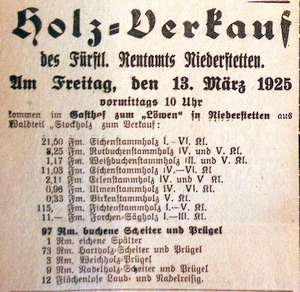 Holz-Verkauf
des Fürstl. Rentamts Niederstetten.
Am Freitag, den 13. März 1925
vormittags 10 Uhr
kommen im Gasthof zum „Löwen" in Niederstetten aus
Waldteil „Stockholz zum Verkauf:
21,50 Fm. Eichenstammholz I.–VI. Kl.
8,25 Fm. Rotbuchenstammholz IV. und V. Kl.
1,17 Fm. Weißbuchenstammholz III. und V. Kl.
11,03 Fm. Eschenstammholz VI. Kl.
2,11 Fm. Erlenstammholz IV. und V. Kl.
0,96 Fm. Ulmenstammholz IV. Kl.
0,33 Fm. Birkenstammholz V. Kl.
115,— Fm. Fichtenstammholz I.–V. Kl.
11,— Fm. Forchen-Sägholz I.–III. Kl.
97 Rm. buchene Scheiter und Prügel
1 Rm. eichene Spälter
73 Rm. Hartholz-Scheiter und Prügel
3 Rm. Weichholz-Prügel
9 Rm. Nadelholz-Scheiter und Prügel
12 Flächenlose Laub- und Nadelreisig.